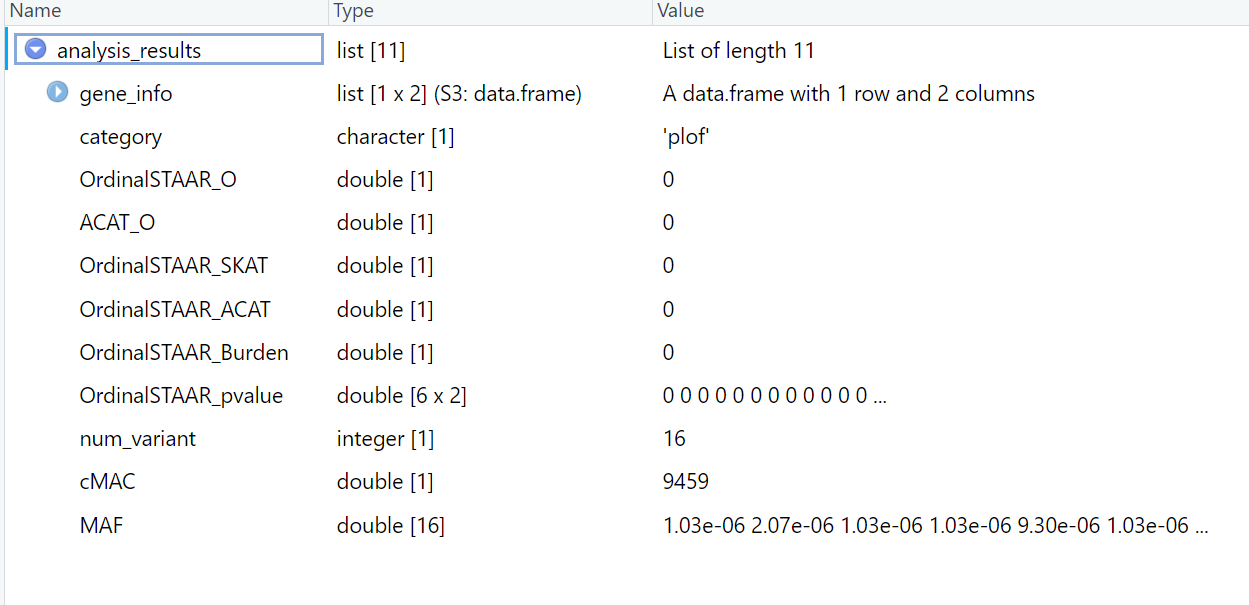 Name Type Value
analysis_results list [11] List of length 11
gene_info list [1 x 2] (S3: data.frame) A data.frame with 1 row and 2 columns
category character [1] 'plof'
OrdinalSTAAR_O double [1] 0
ACAT_O double [1] 0
OrdinalSTAAR_SKAT double [1] 0
OrdinalSTAAR_ACAT double [1] 0
OrdinalSTAAR_Burden double [1] 0
OrdinalSTAAR_pvalue double [6 x 2] 0 0 0 0 0 0 0 0 0 0 0 0 ...
num_variant integer [1] 16
cMAC double [1] 9459
MAF double [16] 1.03e-06 2.07e-06 1.03e-06 1.03e-06 9.30e-06 1.03e-06 ...